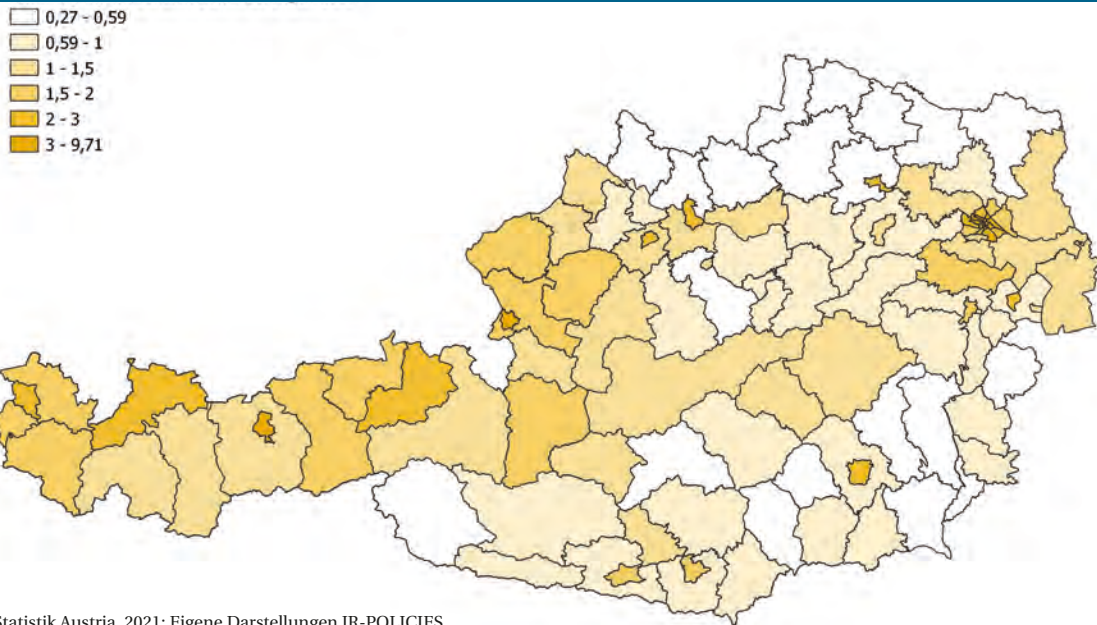 0,27 - 0,59
0,59 - 1
1 - 1,5
1,5 - 2
2 - 3
3 - 9,71
Statistik Austria, 2021; Eigene Darstellungen IR-POLICIES